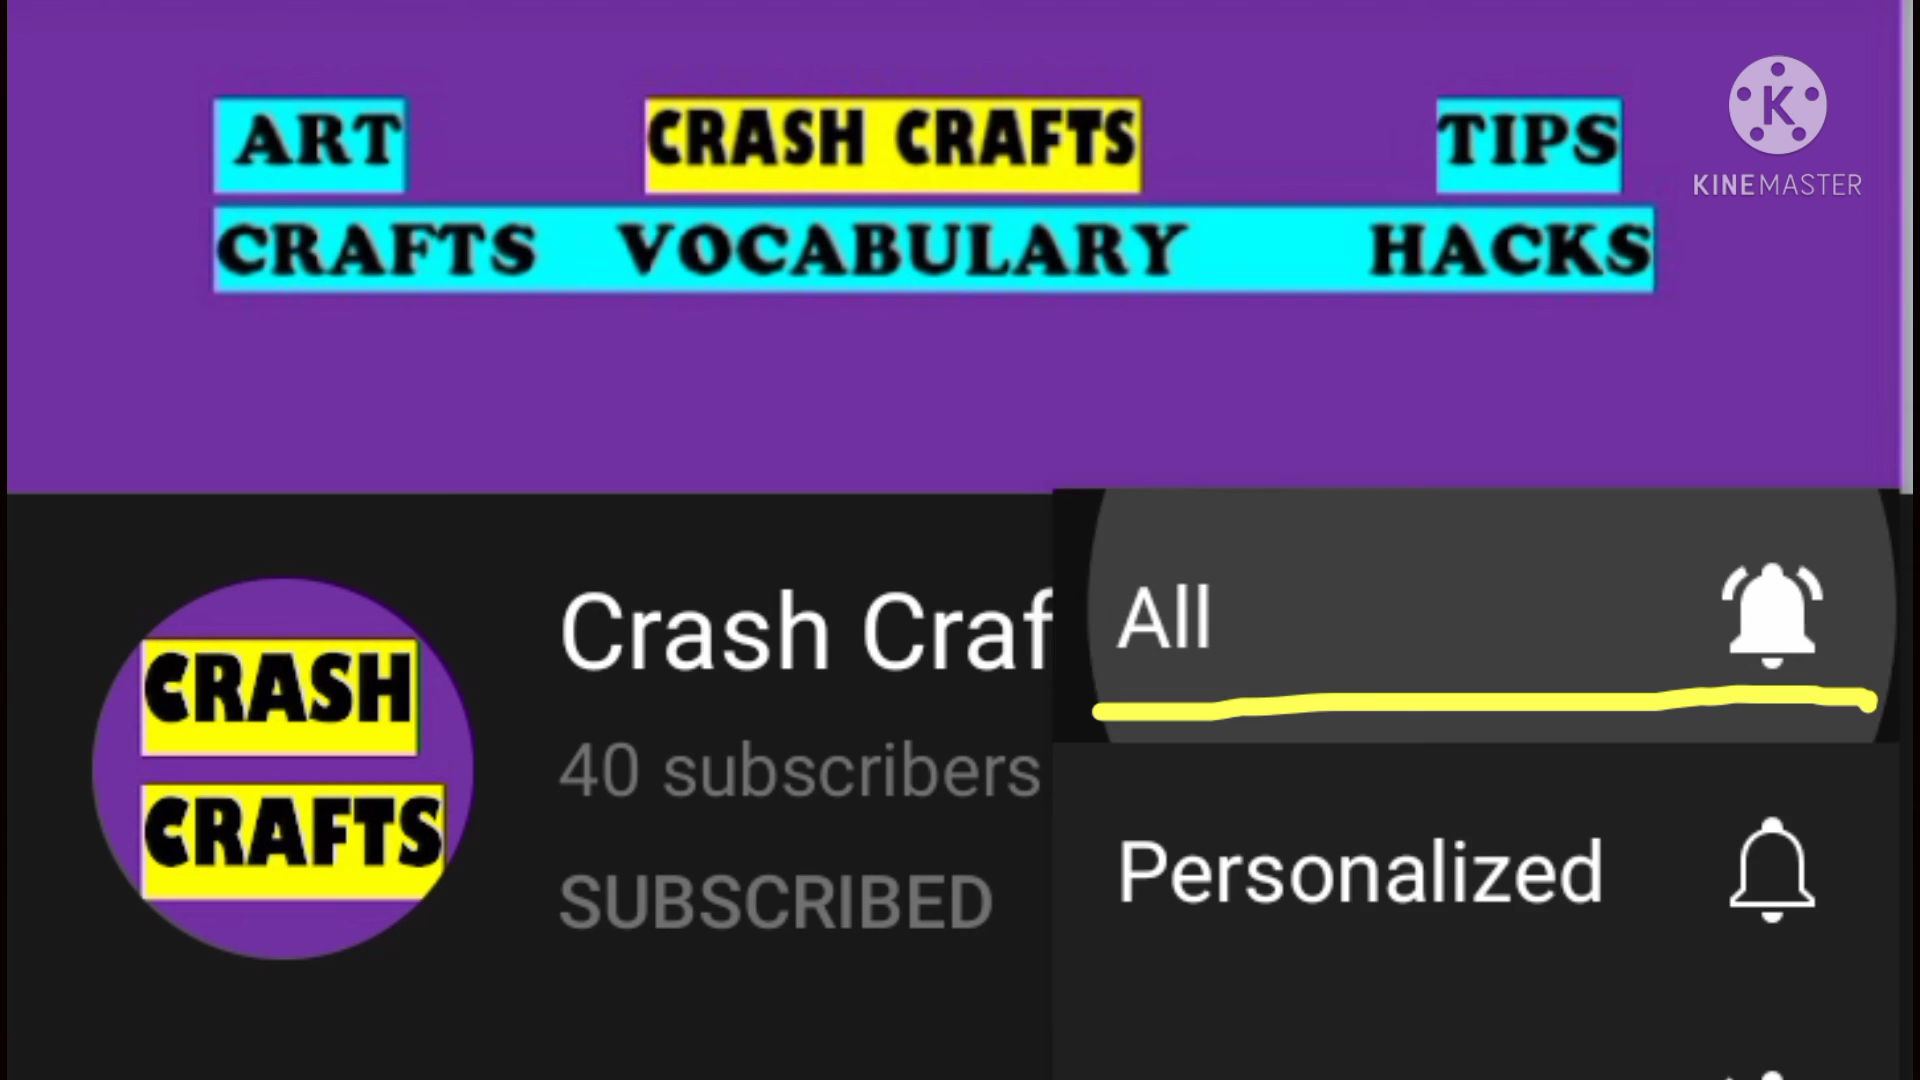 ART CRASH CRAFTS TIPS
CRAFTS VOCABULARY HACKS
K
KINEMASTER
CRASH
CRAFTS
Crash Craf
40 subscribers
SUBSCRIBED
All
Personalized